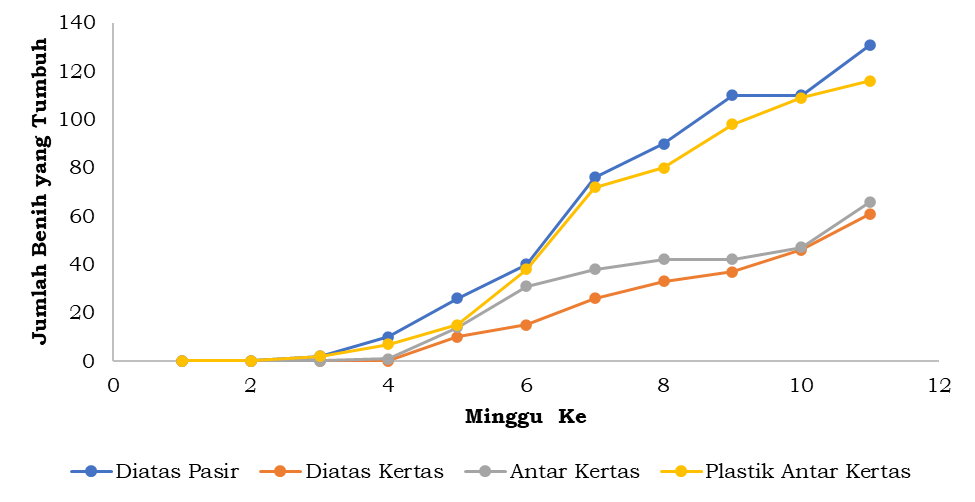 140
120
100
80
60
40
20
0
Jumlah Benih yang Tumbuh
0 2 4 6 8 10 12
Minggu Ke
Diatas Pasir Diatas Kertas Antar Kertas Plastik Antar Kertas